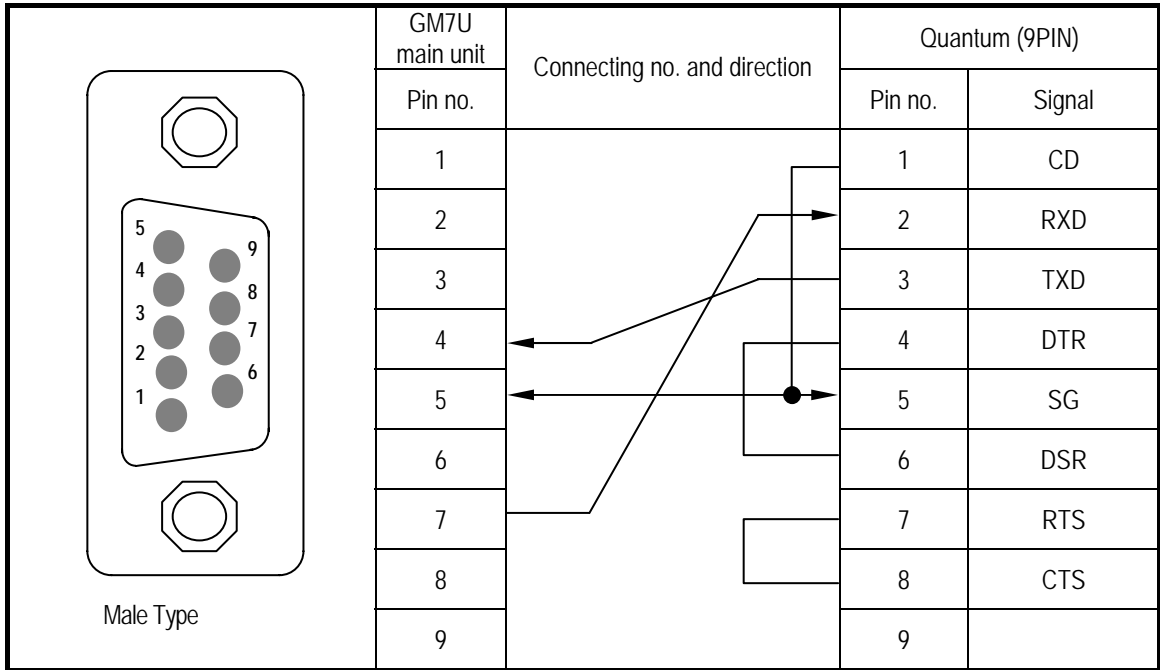 GM7U
main unit
Connecting no. and direction
Quantum (9PIN)
Pin no.
Pin no.
Signal
1
1
CD
2
2
RXD
3
3
TXD
4
4
DTR
5
5
SG
6
6
DSR
7
7
RTS
8
8
CTS
9
9
5
9
4
8
3
7
2
6
1
Male Type